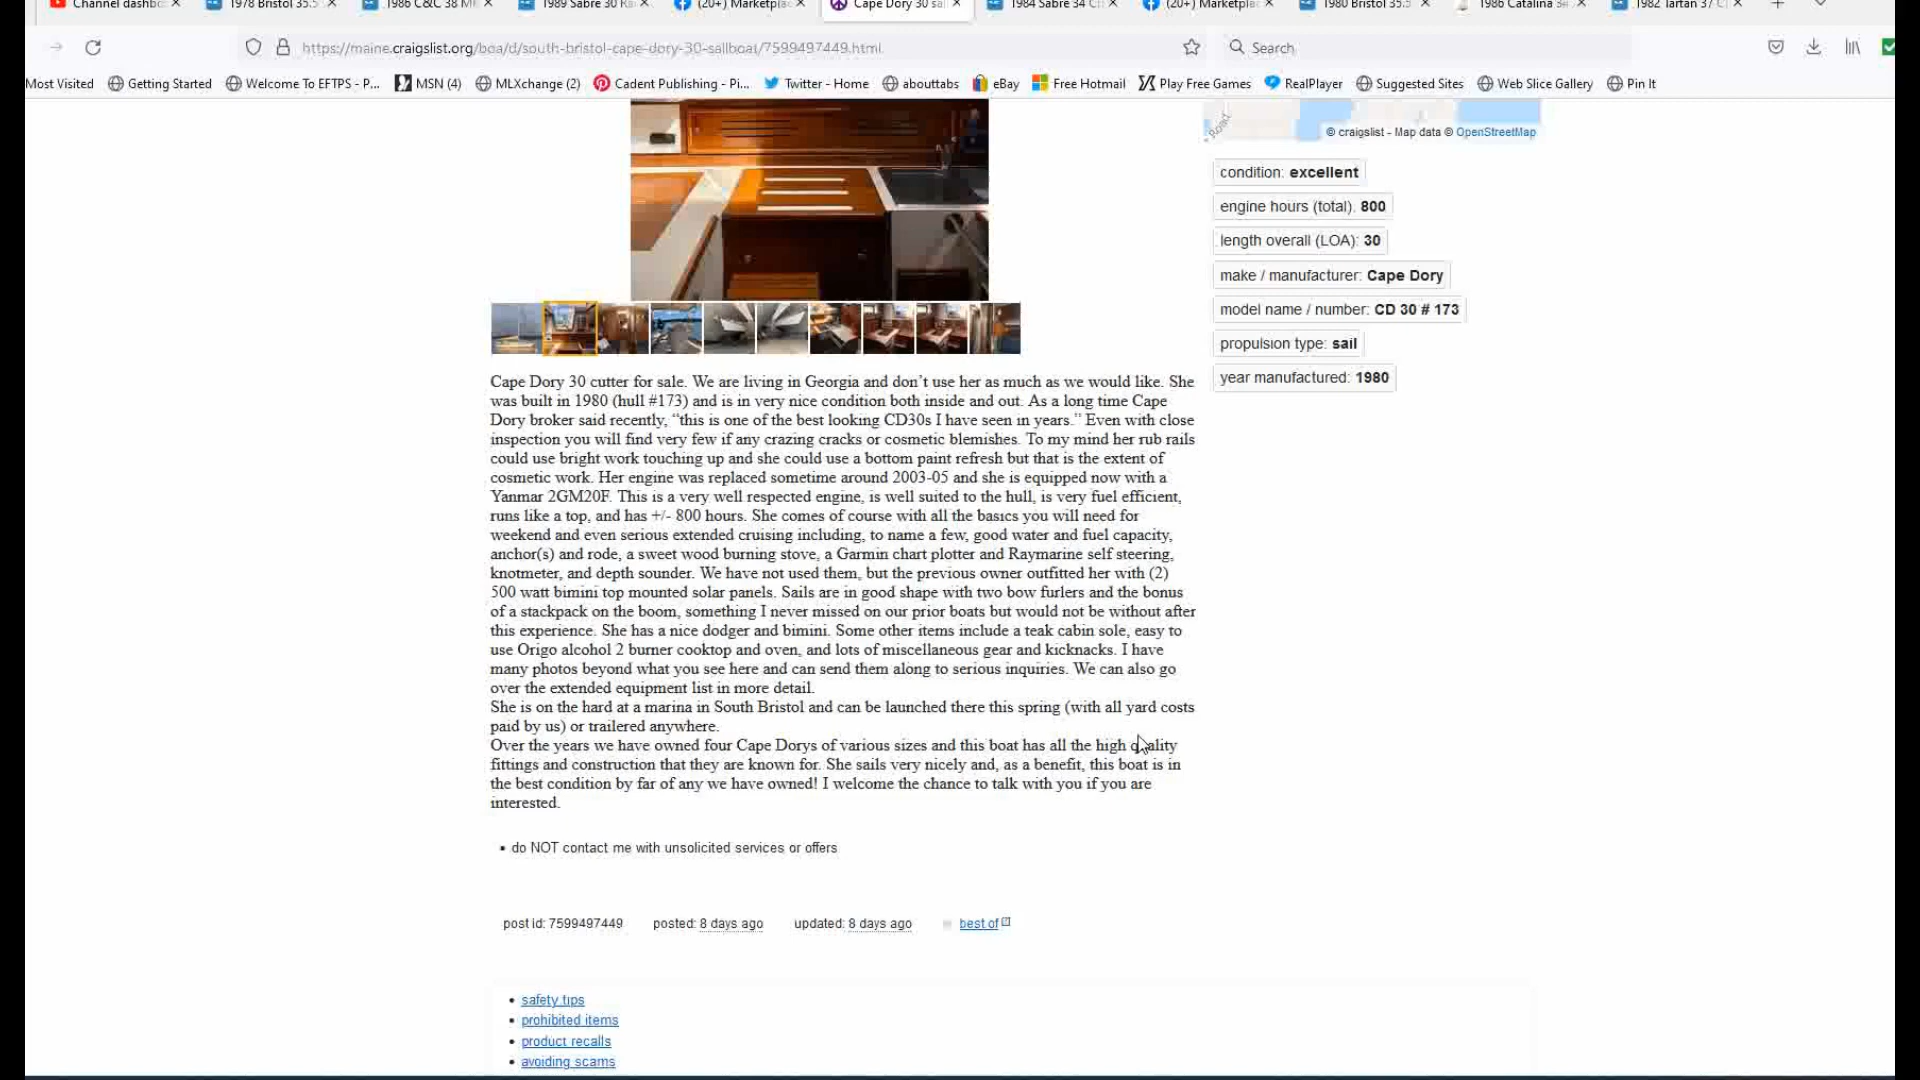 Channel dashbo
1978 Bristol 35.5
1986 C&C 38 M
1989 Sabre 30
(20+) Marketpla
Cape Dory 30 sai
1984 Sabre 34
(20+) Marketpla
1980 Bristol 35.5
1986 Catalina
1982 Tartan 37
https://maine.craigslist.org/boa/d/south-bristol-cape-dory-30-sailboat/7599497449.html
Search
Most Visited
Getting Started
Welcome To EFTPS - P...
MSN (4)
MLXchange (2)
Cadent Publishing - Pi...
Twitter - Home
abouttabs
eBay
Free Hotmail
Play Free Games
RealPlayer
Suggested Sites
Web Slice Gallery
Pin It
Road
© craigslist - Map data © OpenStreetMap
condition: excellent
engine hours (total): 800
length overall (LOA): 30
make / manufacturer: Cape Dory
model name / number: CD 30 # 173
propulsion type: sail
year manufactured: 1980
Cape Dory 30 cutter for sale. We are living in Georgia and don’t use her as much as we would like. She
was built in 1980 (hull #173) and is in very nice condition both inside and out. As a long time Cape
Dory broker said recently, “this is one of the best looking CD30s I have seen in years.” Even with close
inspection you will find very few if any crazing cracks or cosmetic blemishes. To my mind her rub rails
could use bright work touching up and she could use a bottom paint refresh but that is the extent of
cosmetic work. Her engine was replaced sometime around 2003-05 and she is equipped now with a
Yanmar 2GM20F. This is a very well respected engine, is well suited to the hull, is very fuel efficient,
runs like a top, and has +/- 800 hours. She comes of course with all the basics you will need for
weekend and even serious extended cruising including, to name a few, good water and fuel capacity,
anchor(s) and rode, a sweet wood burning stove, a Garmin chart plotter and Raymarine self steering,
knotmeter, and depth sounder. We have not used them, but the previous owner outfitted her with (2)
500 watt bimini top mounted solar panels. Sails are in good shape with two bow furlers and the bonus
of a stackpack on the boom, something I never missed on our prior boats but would not be without after
this experience. She has a nice dodger and bimini. Some other items include a teak cabin sole, easy to
use Origo alcohol 2 burner cooktop and oven, and lots of miscellaneous gear and kicknacks. I have
many photos beyond what you see here and can send them along to serious inquiries. We can also go
over the extended equipment list in more detail.
She is on the hard at a marina in South Bristol and can be launched there this spring (with all yard costs
paid by us) or trailered anywhere.
Over the years we have owned four Cape Dorys of various sizes and this boat has all the high quality
fittings and construction that they are known for. She sails very nicely and, as a benefit, this boat is in
the best condition by far of any we have owned! I welcome the chance to talk with you if you are
interested.
• do NOT contact me with unsolicited services or offers
post id: 7599497449
posted: 8 days ago
updated: 8 days ago
best of
• safety tips
• prohibited items
• product recalls
• avoiding scams